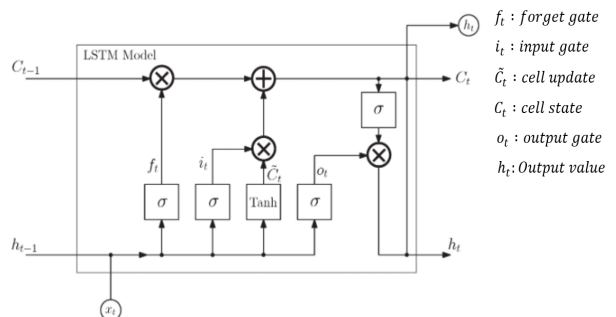 LSTM Model
h_t
C_{t-1}
C_t
σ
f_t
i_t
C̃_t
o_t
σ
σ
Tanh
σ
h_{t-1}
h_t
x_t
f_t : forget gate
i_t : input gate
C̃_t : cell update
C_t : cell state
o_t : output gate
h_t: Output value